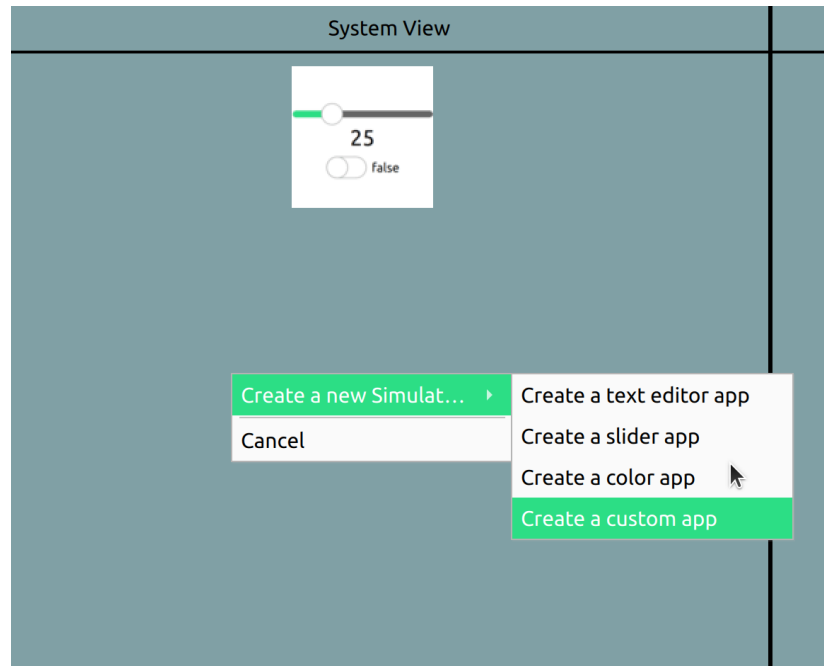 System View
25
false
Create a new Simulat...
Cancel
Create a text editor app
Create a slider app
Create a color app
Create a custom app